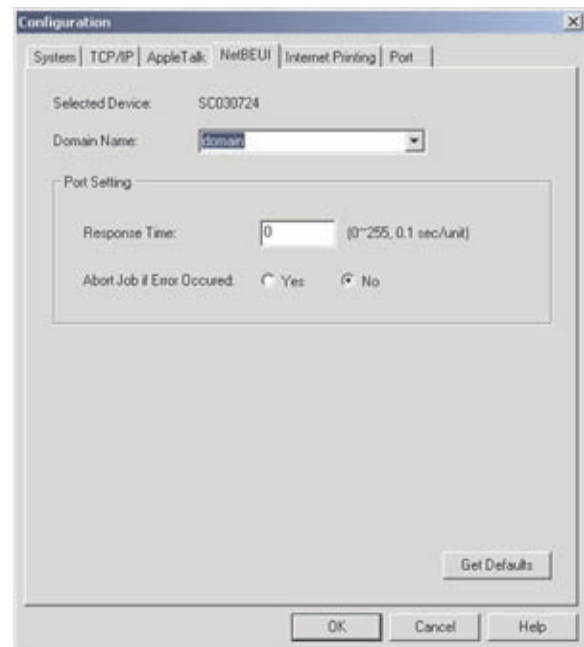 Configuration
System TCP/IP AppleTalk NetBEUI Internet Printing Port
Selected Device: SC030724
Domain Name: domain
Port Setting
Response Time: 0 (0~255, 0.1 sec/unit)
Abort Job if Error Occured: Yes No
Get Defaults
OK Cancel Help